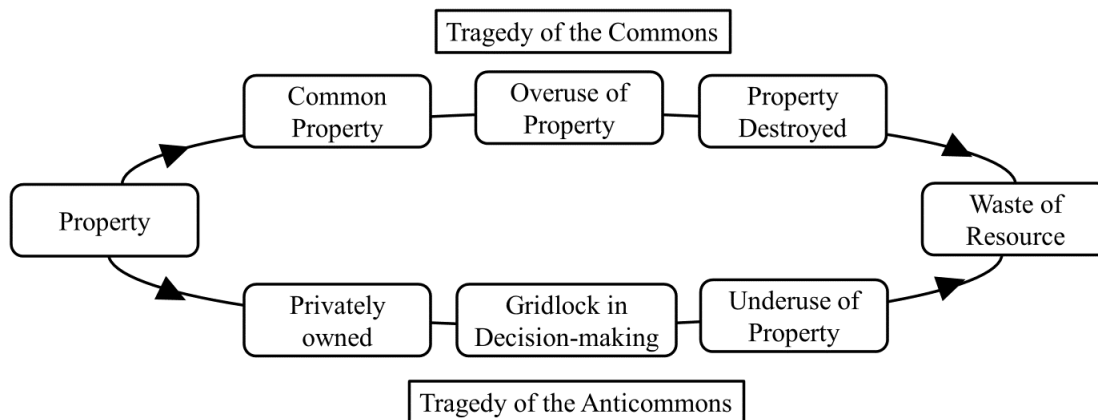 Tragedy of the Commons
Common
Property
Overuse of
Property
Property
Destroyed
Property
Waste of
Resource
Privately
owned
Gridlock in
Decision-making
Underuse of
Property
Tragedy of the Anticommons